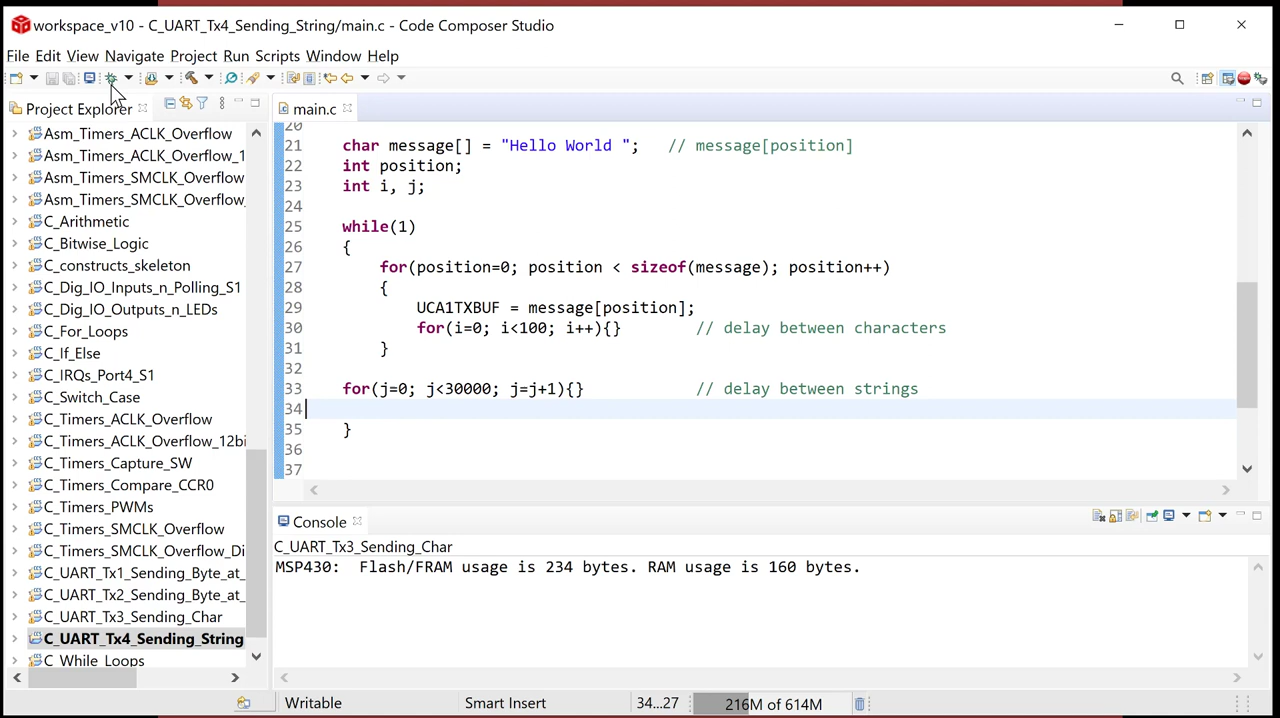 workspace_v10 - C_UART_Tx4_Sending_String/main.c - Code Composer Studio
File Edit View Navigate Project Run Scripts Window Help
Project Explorer
Asm_Timers_ACLK_Overflow
Asm_Timers_ACLK_Overflow_1
Asm_Timers_SMCLK_Overflow
Asm_Timers_SMCLK_Overflow_
C_Arithmetic
C_Bitwise_Logic
C_constructs_skeleton
C_Dig_IO_Inputs_n_Polling_S1
C_Dig_IO_Outputs_n_LEDs
C_For_Loops
C_If_Else
C_IRQs_Port4_S1
C_Switch_Case
C_Timers_ACLK_Overflow
C_Timers_ACLK_Overflow_12bi
C_Timers_Capture_SW
C_Timers_Compare_CCR0
C_Timers_PWMs
C_Timers_SMCLK_Overflow
C_Timers_SMCLK_Overflow_Di
C_UART_Tx1_Sending_Byte_at_
C_UART_Tx2_Sending_Byte_at_
C_UART_Tx3_Sending_Char
C_UART_Tx4_Sending_String
C_While_Loops
main.c
20
21 char message[] = "Hello World "; // message[position]
22 int position;
23 int i, j;
24
25 while(1)
26 {
27 for(position=0; position < sizeof(message); position++)
28 {
29 UCA1TXBUF = message[position];
30 for(i=0; i<100; i++){} // delay between characters
31 }
32
33 for(j=0; j<30000; j=j+1){} // delay between strings
34
35 }
36
37
Console
C_UART_Tx3_Sending_Char
MSP430: Flash/FRAM usage is 234 bytes. RAM usage is 160 bytes.
Writable Smart Insert 34...27 216M of 614M